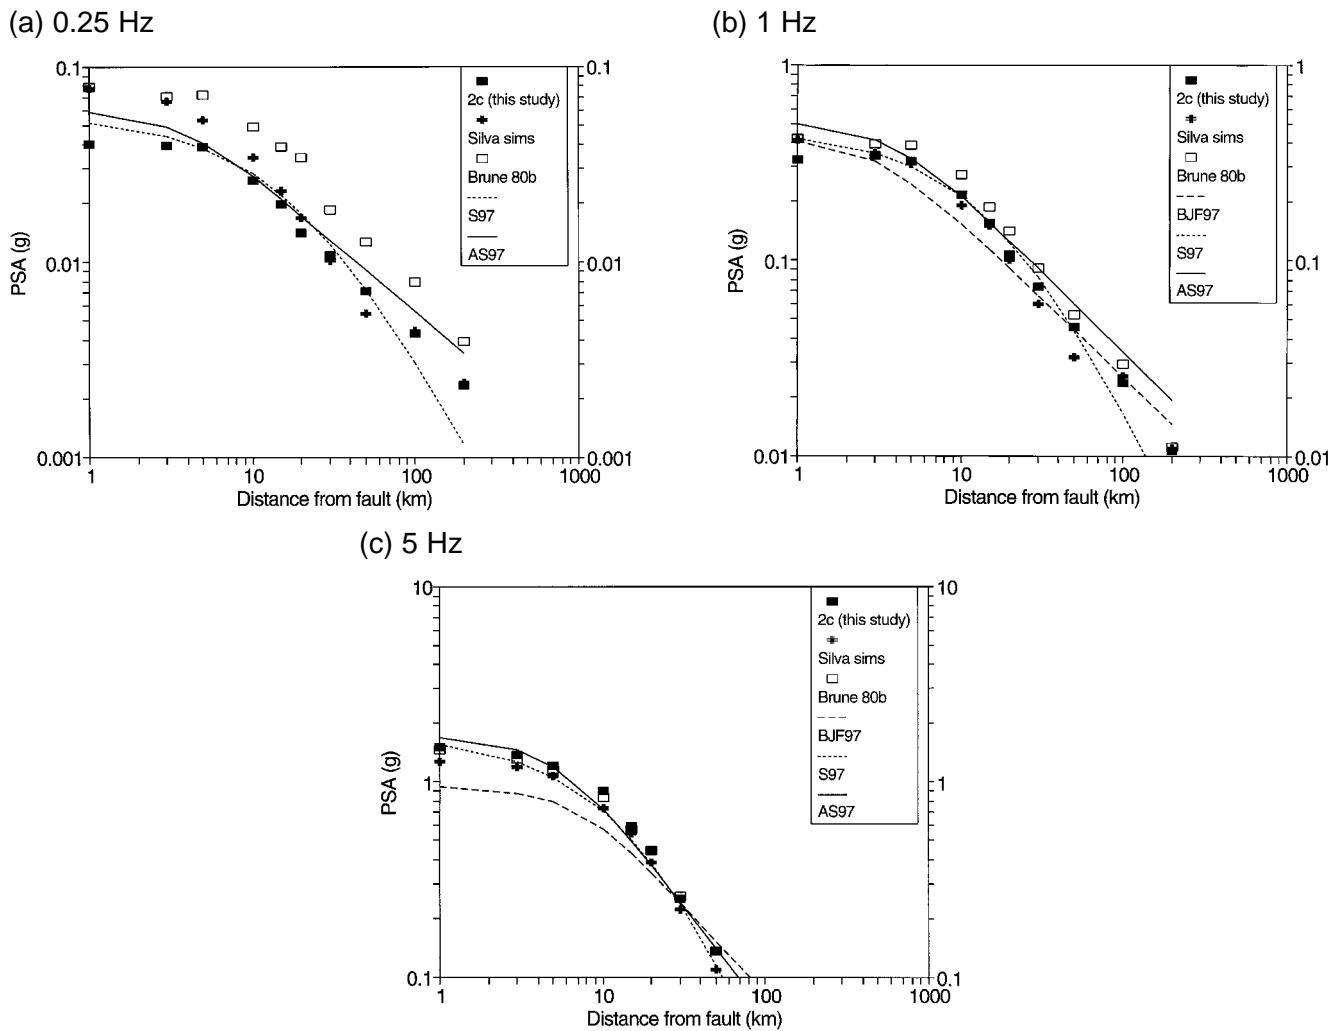 (a) 0.25 Hz
0.1
0.01
0.001
PSA (g)
0.1
0.01
0.001
1
10
100
1000
Distance from fault (km)
2c (this study)
Silva sims
Brune 80b
S97
AS97
(b) 1 Hz
1
0.1
0.01
PSA (g)
1
0.1
0.01
1
10
100
1000
Distance from fault (km)
2c (this study)
Silva sims
Brune 80b
BJF97
S97
AS97
(c) 5 Hz
10
1
0.1
PSA (g)
10
1
0.1
1
10
100
1000
Distance from fault (km)
2c (this study)
Silva sims
Brune 80b
BJF97
S97
AS97